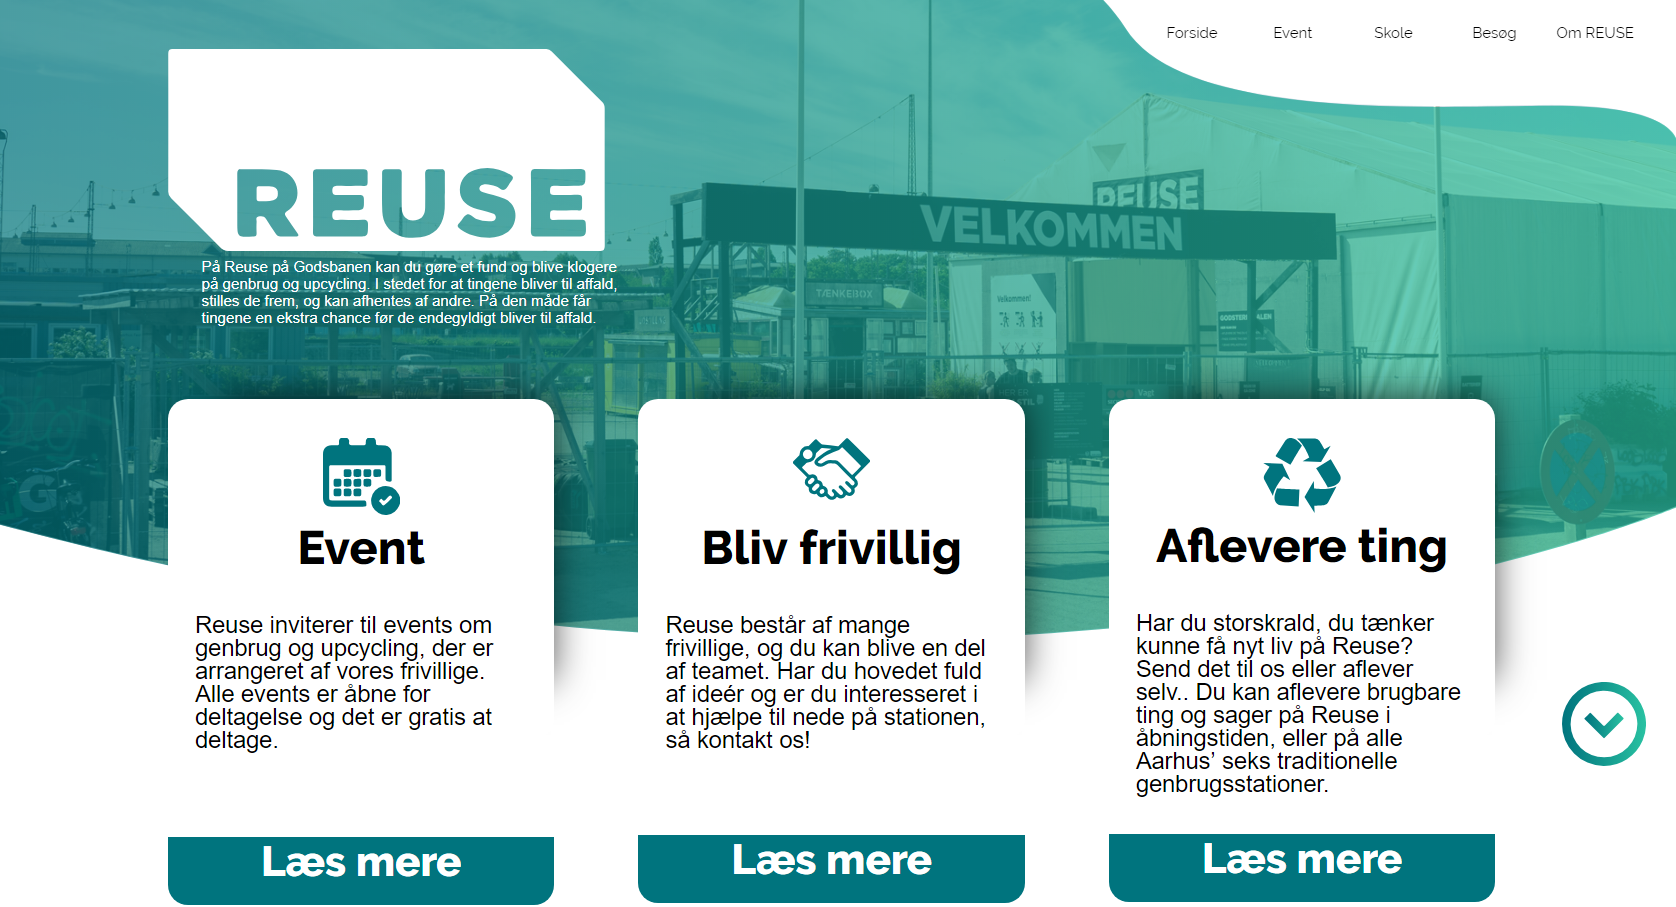 Forside Event Skole Besøg Om REUSE
REUSE
På Reuse på Godsbanen kan du gøre et fund og blive klogere
på genbrug og upcycling. I stedet for at tingene bliver til affald,
stilles de frem, og kan afhentes af andre. På den måde får
tingene en ekstra chance før de endegyldigt bliver til affald.
REUSE
VELKOMMEN
TÆNKEBOX
Velkommen!
Event
Reuse inviterer til events om
genbrug og upcycling, der er
arrangeret af vores frivillige.
Alle events er åbne for
deltagelse og det er gratis at
deltage.
Læs mere
Bliv frivillig
Reuse består af mange
frivillige, og du kan blive en del
af teamet. Har du hovedet fuld
af ideér og er du interesseret i
at hjælpe til nede på stationen,
så kontakt os!
Læs mere
Aflevere ting
Har du storskrald, du tænker
kunne få nyt liv på Reuse?
Send det til os eller aflever
selv.. Du kan aflevere brugbare
ting og sager på Reuse i
åbningstiden, eller på alle
Aarhus’ seks traditionelle
genbrugsstationer.
Læs mere